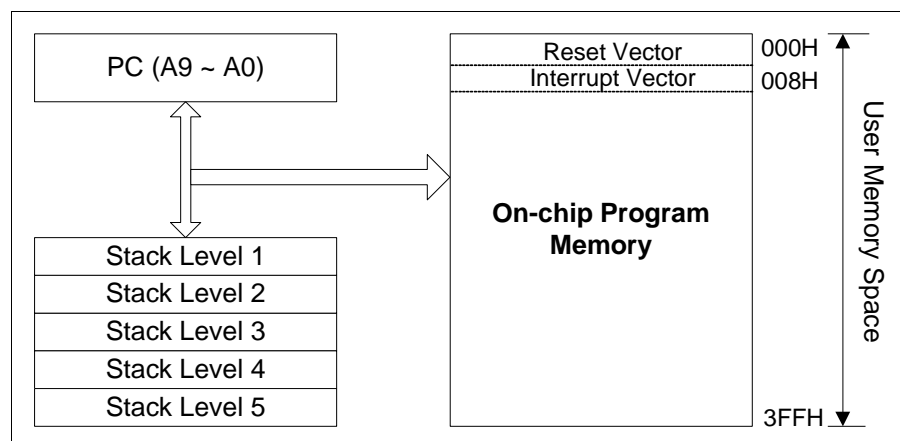 PC (A9 ~ A0)
Stack Level 1
Stack Level 2
Stack Level 3
Stack Level 4
Stack Level 5
Reset Vector
000H
Interrupt Vector
008H
On-chip Program
Memory
3FFH
User Memory Space